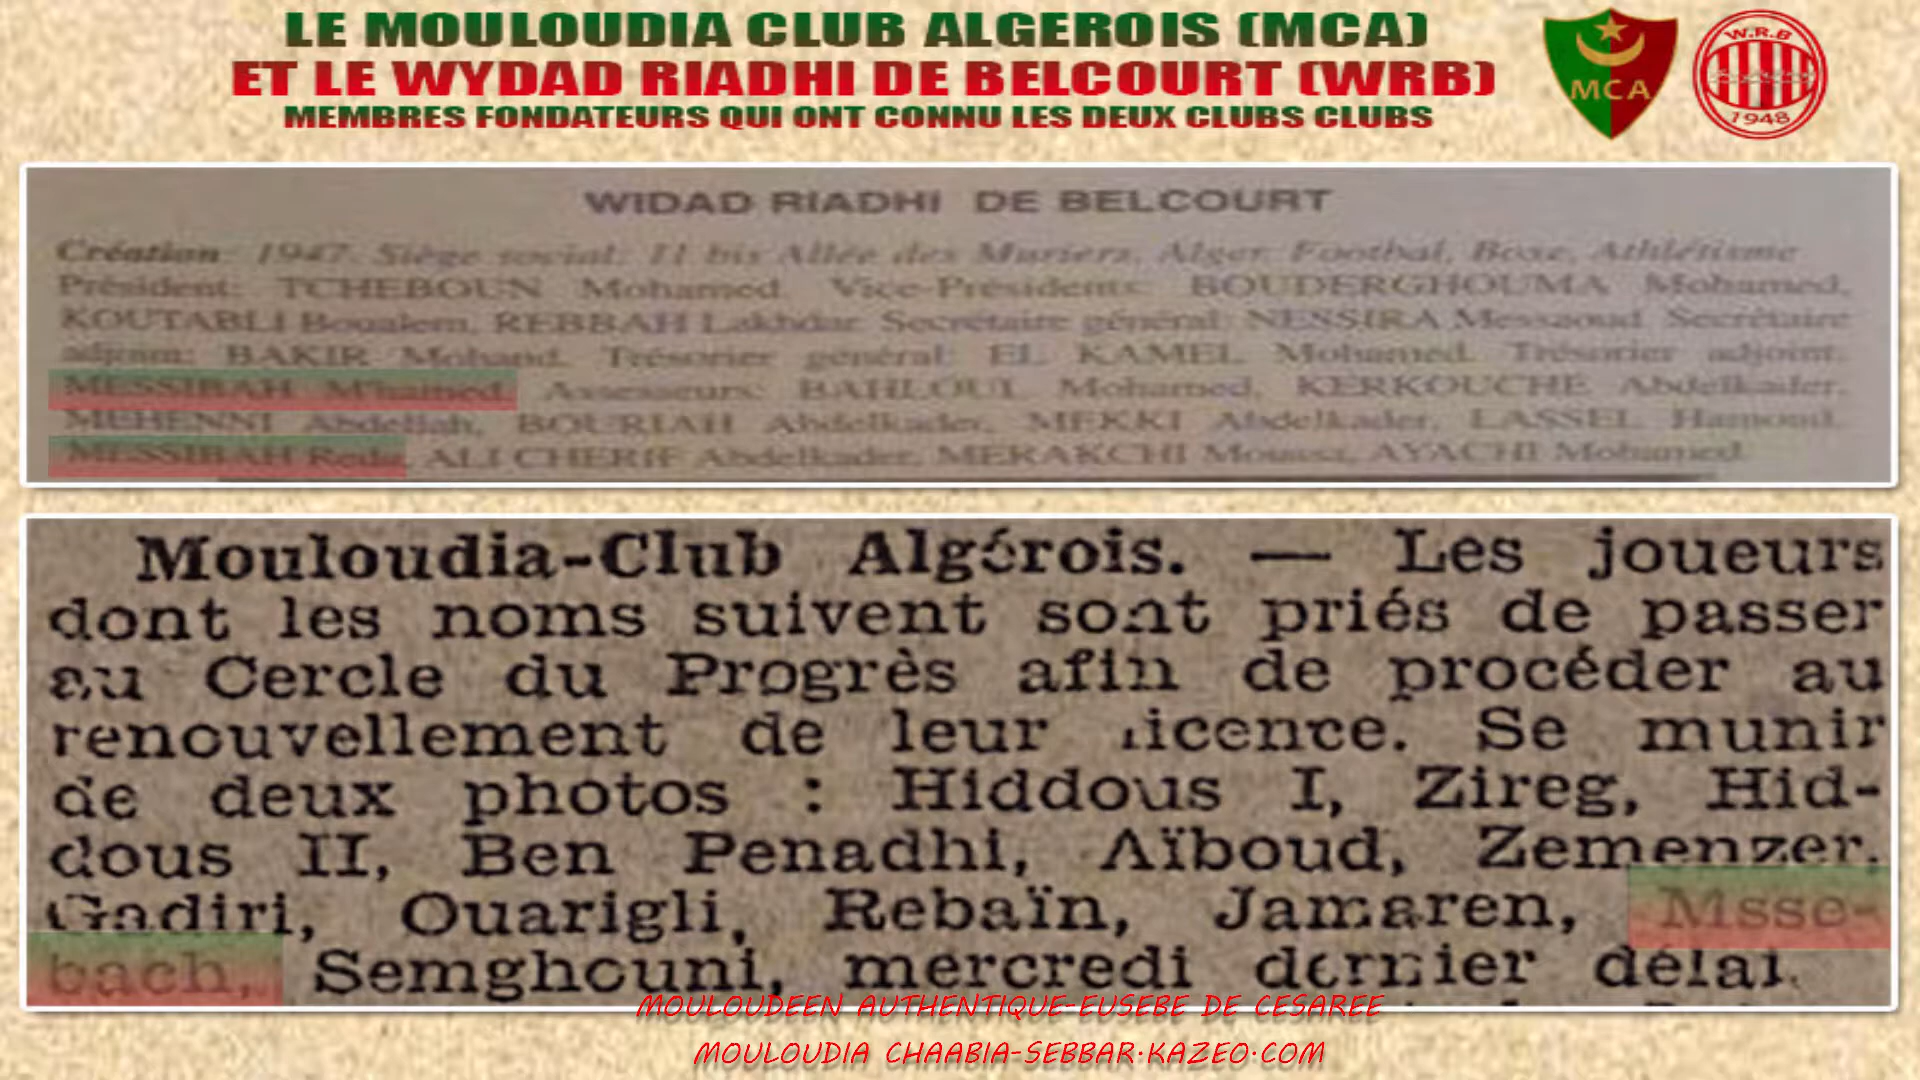 LE MOULOUDIA CLUB ALGEROIS (MCA)
ET LE WYDAD RIADHI DE BELCOURT (WRB)
MEMBRES FONDATEURS QUI ONT CONNU LES DEUX CLUBS CLUBS
MCA
W.R.B
1948
WIDAD RIADHI DE BELCOURT
Création: 1947. Siège social: 11 bis Allée des Muriers, Alger Footbal, Boxe, Athlétisme
Président: TCHEBOUN Mohamed. Vice-Présidents: BOUDERGHOUMA Mohamed,
KOUTABLI Boualem, REBBAH Lakhdar Secrétaire général: NESSIRA Messaoud Secrétaire
adjoint: BAKIR Mohand. Trésorier général: EL KAMEL Mohamed. Trésorier adjoint:
MESSIBAH M'hamed. Assesseurs: BAHLOUL Mohamed, KERKOUCHE Abdelkader,
MEHENNI Abdellah, BOURIAH Abdelkader, MEKKI Abdelkader, LASSEL Hamoud,
MESSIBAH Reda, ALI CHERIF Abdelkader, MERAKCHI Moussa, AYACHI Mohamed
Mouloudia-Club Algérois. — Les joueurs
dont les noms suivent sont priés de passer
au Cercle du Progrès afin de procéder au
renouvellement de leur licence. Se munir
de deux photos : Hiddous I, Zireg, Hid-
dous II, Ben Penadhi, Aïboud, Zemenzer,
Gadiri, Ouarigli, Rebaïn, Jamaren, Msse-
bach, Semghouni, mercredi dernier délai.
MOULOUDEEN AUTHENTIQUE-EUSEBE DE CESAREE
MOULOUDIA CHAABIA-SEBBAR.KAZEO.COM